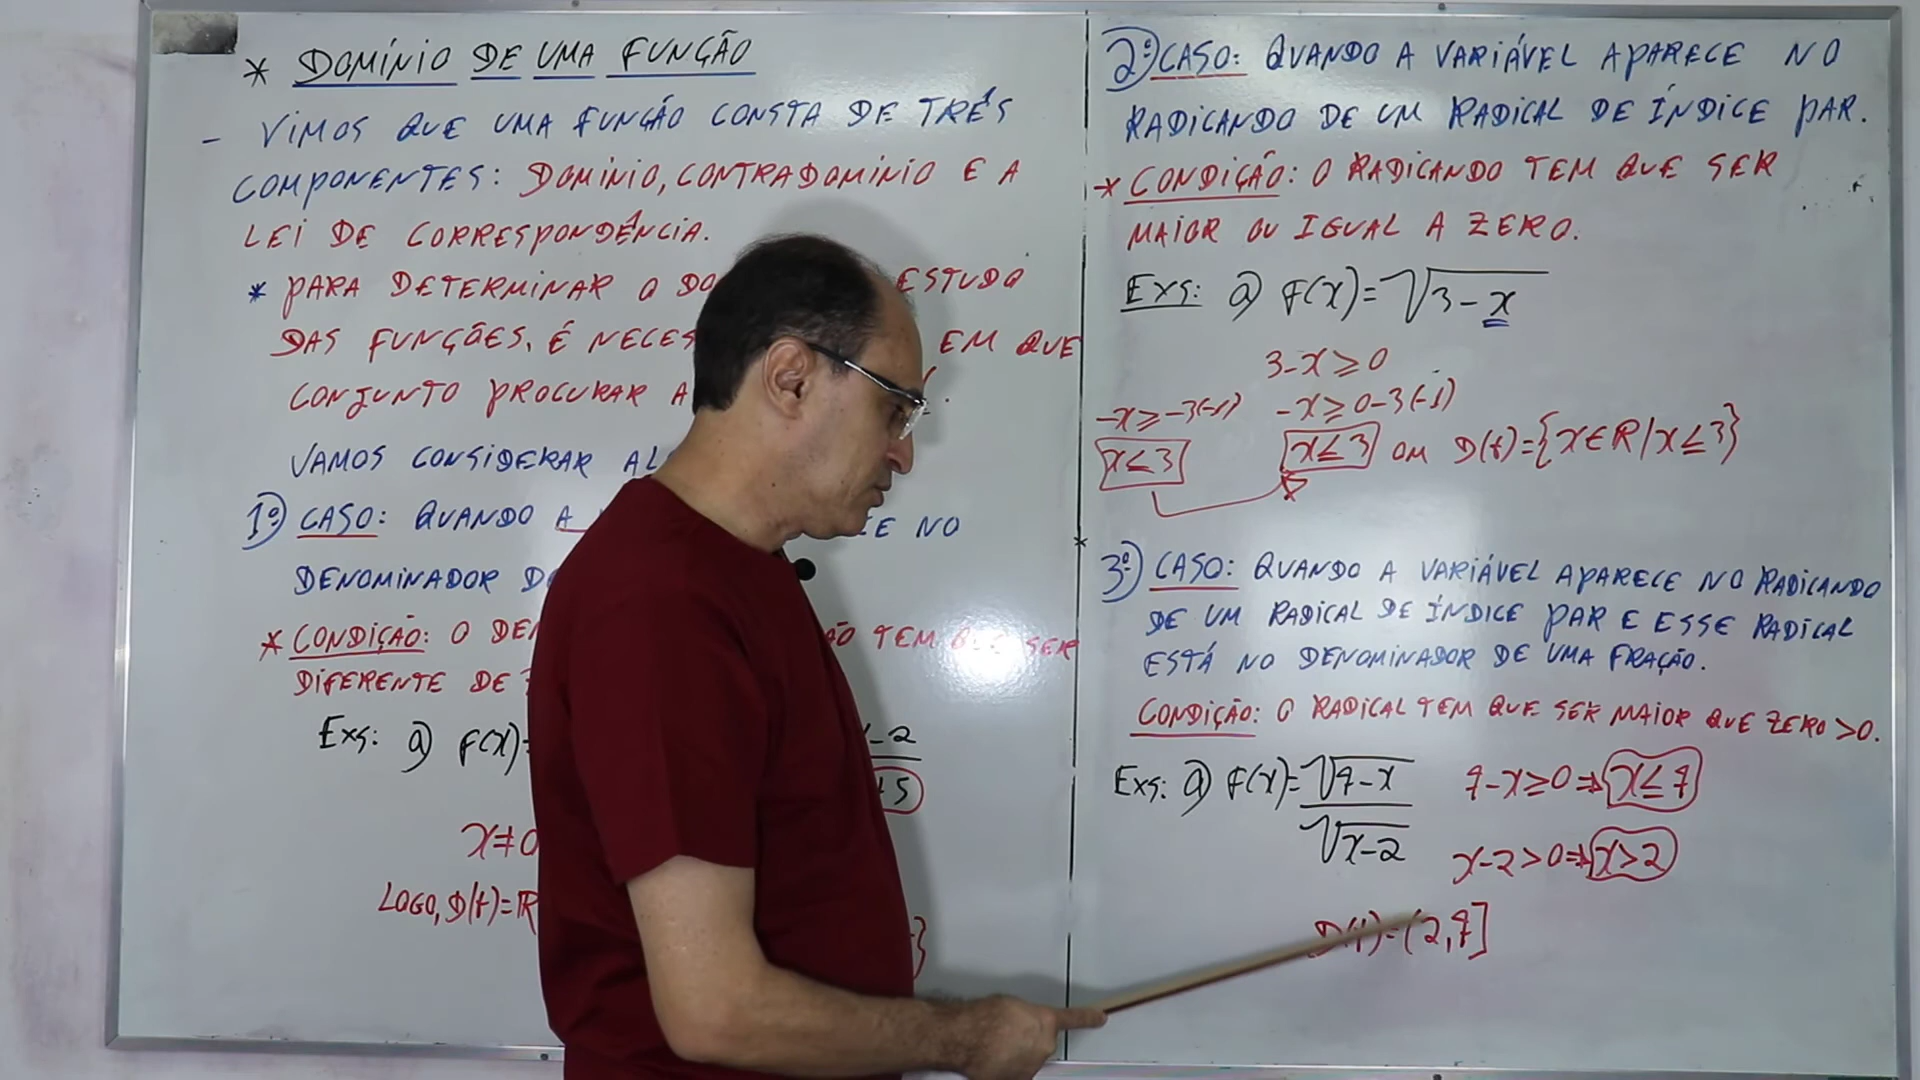 * DOMÍNIO DE UMA FUNÇÃO
- VIMOS QUE UMA FUNÇÃO CONSTA DE TRÊS
COMPONENTES: DOMÍNIO, CONTRADOMÍNIO E A
LEI DE CORRESPONDÊNCIA.
* PARA DETERMINAR O ESTUDO
DAS FUNÇÕES, É EM QUE
CONJUNTO PROCURAR
VAMOS CONSIDERAR
1º) CASO: QUANDO A NO
DENOMINADOR
* CONDIÇÃO: O TEM QUE SER
DIFERENTE DE
Exs: a) F(x)= -2
+5
x≠0
LOGO, D(f)=R }
2º) CASO: QUANDO A VARIÁVEL APARECE NO
RADICANDO DE UM RADICAL DE ÍNDICE PAR.
* CONDIÇÃO: O RADICANDO TEM QUE SER
MAIOR OU IGUAL A ZERO.
Exs: a) F(x)=√3-x
3-x≥0
-x≥-3(-1) -x≥0-3(-1)
x≤3 x≤3 ou D(f)={x∈R/x≤3}
3º) CASO: QUANDO A VARIÁVEL APARECE NO RADICANDO
DE UM RADICAL DE ÍNDICE PAR E ESSE RADICAL
ESTÁ NO DENOMINADOR DE UMA FRAÇÃO.
CONDIÇÃO: O RADICAL TEM QUE SER MAIOR QUE ZERO >0.
Exs: a) F(x)=√7-x 7-x≥0⇒x≤7
√x-2 x-2>0⇒x>2
D(f)=(2,7]